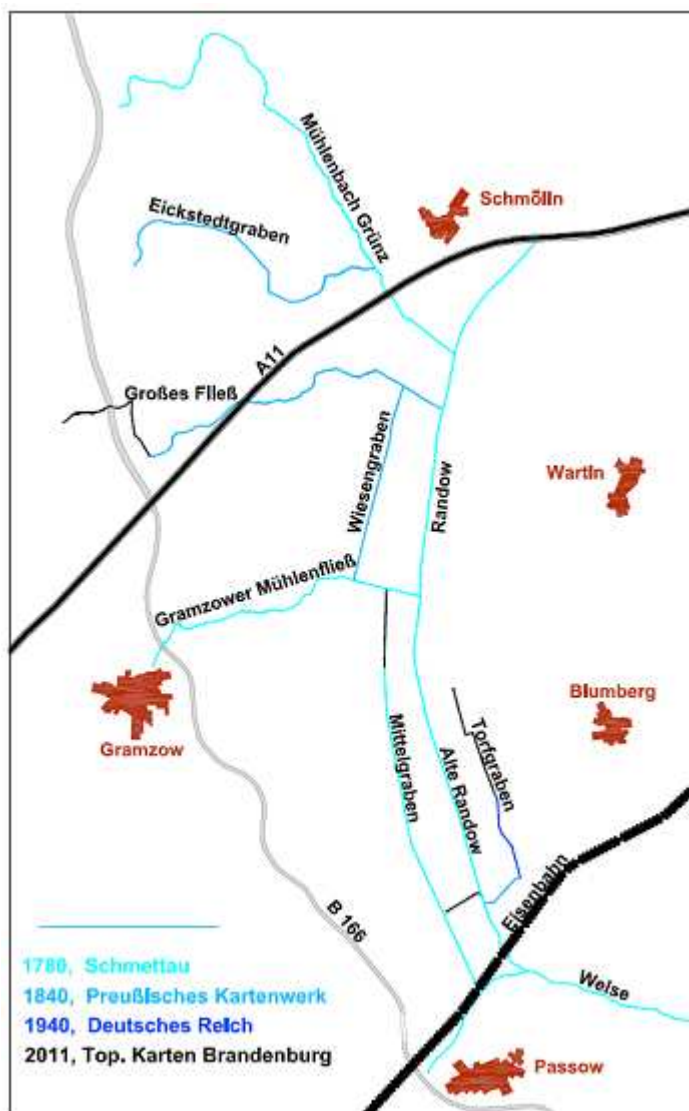 Mühlenbach Grünz
Schmölln
Eickstedtgraben
A11
Großes Fließ
Wiesengraben
Randow
Wartin
Gramzower Mühlenfließ
Blumberg
Gramzow
Mittelgraben
Alte Randow
Torfgraben
Eisenbahn
B 166
Welse
1780, Schmettau
1840, Preußisches Kartenwerk
1940, Deutsches Reich
2011, Top. Karten Brandenburg
Passow